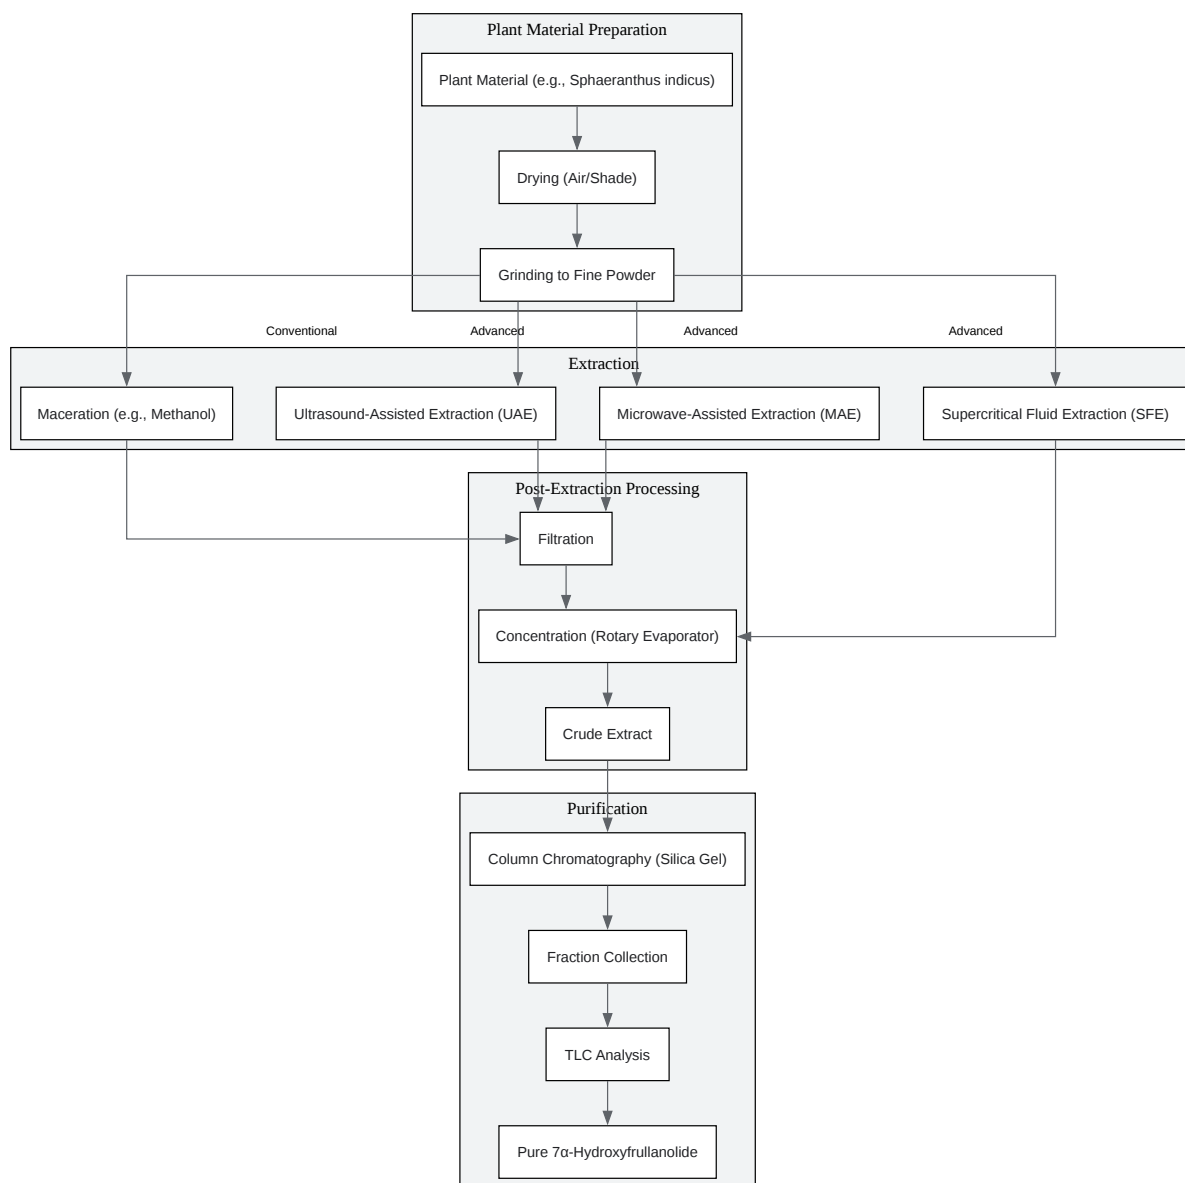 Plant Material Preparation
Plant Material (e.g., Sphaeranthus indicus)
Drying (Air/Shade)
Grinding to Fine Powder
Conventional
Advanced
Advanced
Advanced
Extraction
Maceration (e.g., Methanol)
Ultrasound-Assisted Extraction (UAE)
Microwave-Assisted Extraction (MAE)
Supercritical Fluid Extraction (SFE)
Post-Extraction Processing
Filtration
Concentration (Rotary Evaporator)
Crude Extract
Purification
Column Chromatography (Silica Gel)
Fraction Collection
TLC Analysis
Pure 7α-Hydroxyfrullanolide